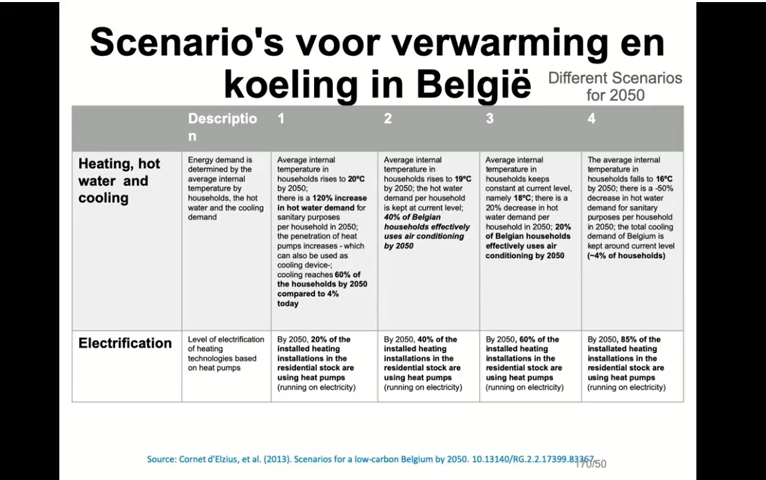 Scenario's voor verwarming en
koeling in België
Different Scenarios
for 2050
Descriptio
n
1
2
3
4
Heating, hot
water and
cooling
Energy demand is
determined by the
average internal
temperature by
households, the hot
water and the cooling
demand
Average internal
temperature in
households rises to 20ºC
by 2050;
there is a 120% increase
in hot water demand for
sanitary purposes
per household in 2050;
the penetration of heat
pumps increases - which
can also be used as
cooling device-;
cooling reaches 60% of
the households by 2050
compared to 4%
today
Average internal
temperature in
households rises to 19ºC
by 2050; the hot water
demand per household
is kept at current level;
40% of Belgian
households effectively
uses air conditioning
by 2050
Average internal
temperature in
households keeps
constant at current level,
namely 18ºC; there is a
20% decrease in hot
water demand per
household in 2050; 20%
of Belgian households
effectively uses air
conditioning by 2050
The average internal
temperature in
households falls to 16ºC
by 2050; there is a -50%
decrease in hot water
demand for sanitary
purposes per household
in 2050; the total cooling
demand of Belgium is
kept around current level
(~4% of households)
Electrification
Level of electrification
of heating
technologies based
on heat pumps
By 2050, 20% of the
installed heating
installations in the
residential stock are
using heat pumps
(running on electricity)
By 2050, 40% of the
installed heating
installations in the
residential stock are
using heat pumps
(running on electricity)
By 2050, 60% of the
installed heating
installations in the
residential stock are
using heat pumps
(running on electricity)
By 2050, 85% of the
installated heating
installations in the
residential stock are
using heat pumps
(running on electricity)
Source: Cornet d'Elzius, et al. (2013). Scenarios for a low-carbon Belgium by 2050. 10.13140/RG.2.2.17399.83367.
170/50